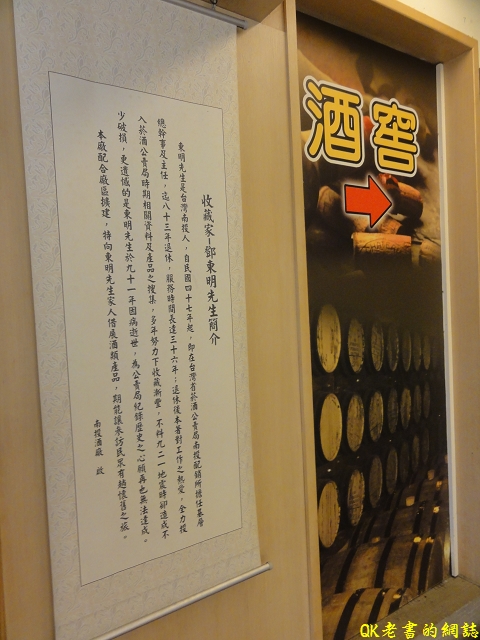 收藏家-鄧東明先生簡介
東明先生是台灣南投人，自民國四十七年起，即在台灣省菸酒公賣局南投配銷所擔任基層
總幹事及主任，迄八十三年退休，服務時間長達三十六年；退休後本著對工作之熱愛，全力投
入菸酒公賣局時期相關資料及產品之搜集，多年努力下收藏漸豐，不料九二一地震時卻造成不
少破損，更遺憾的是東明先生於九十一年因病逝世，為公賣局紀錄歷史之心願再也無法達成。
本廠配合廠區擴建，特向東明先生家人借展酒類產品，期能讓參訪民眾有趟懷舊之旅。
南投酒廠 啟
酒窖
QK老書的網誌